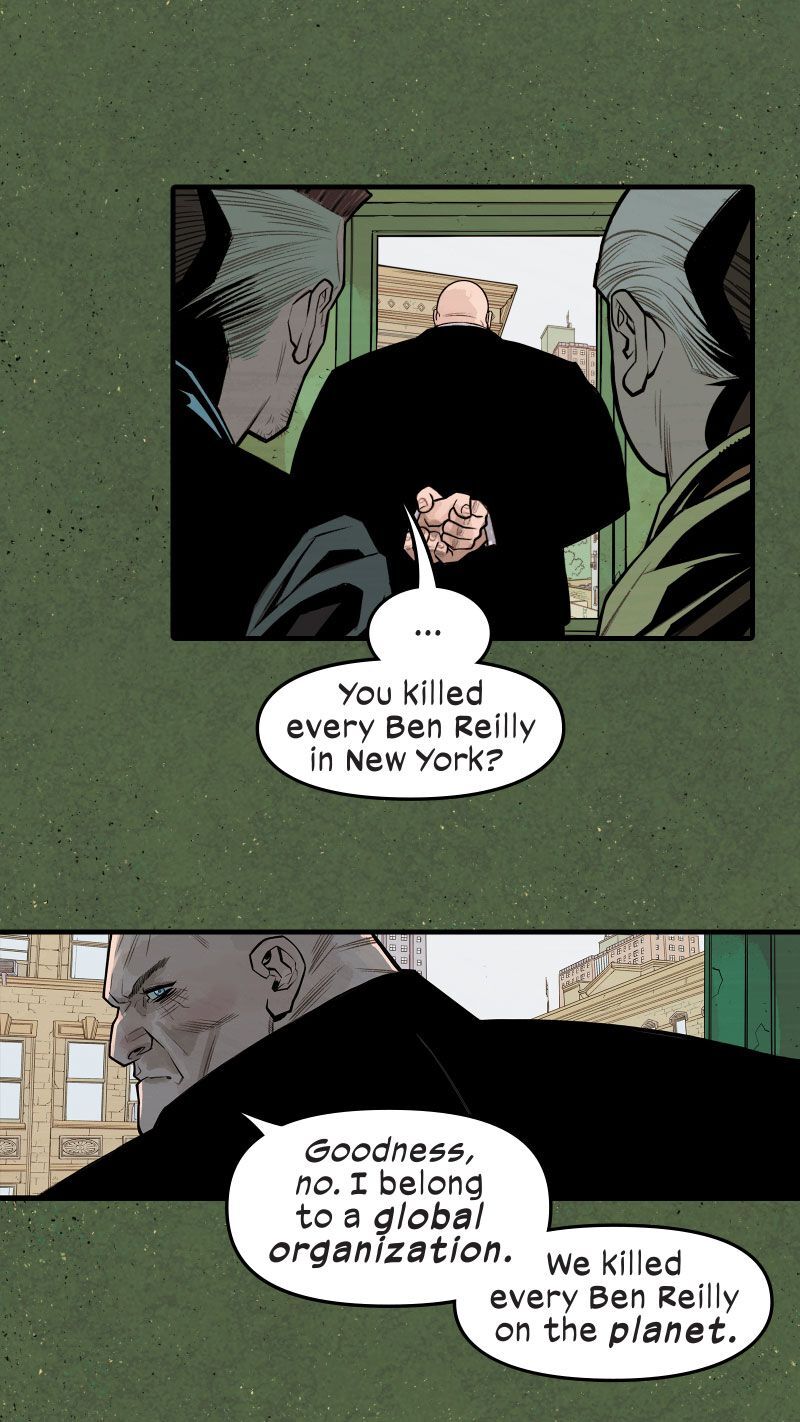 ...
You killed
every Ben Reilly
in New York?
Goodness,
no. I belong
to a global
organization.
We killed
every Ben Reilly
on the planet.